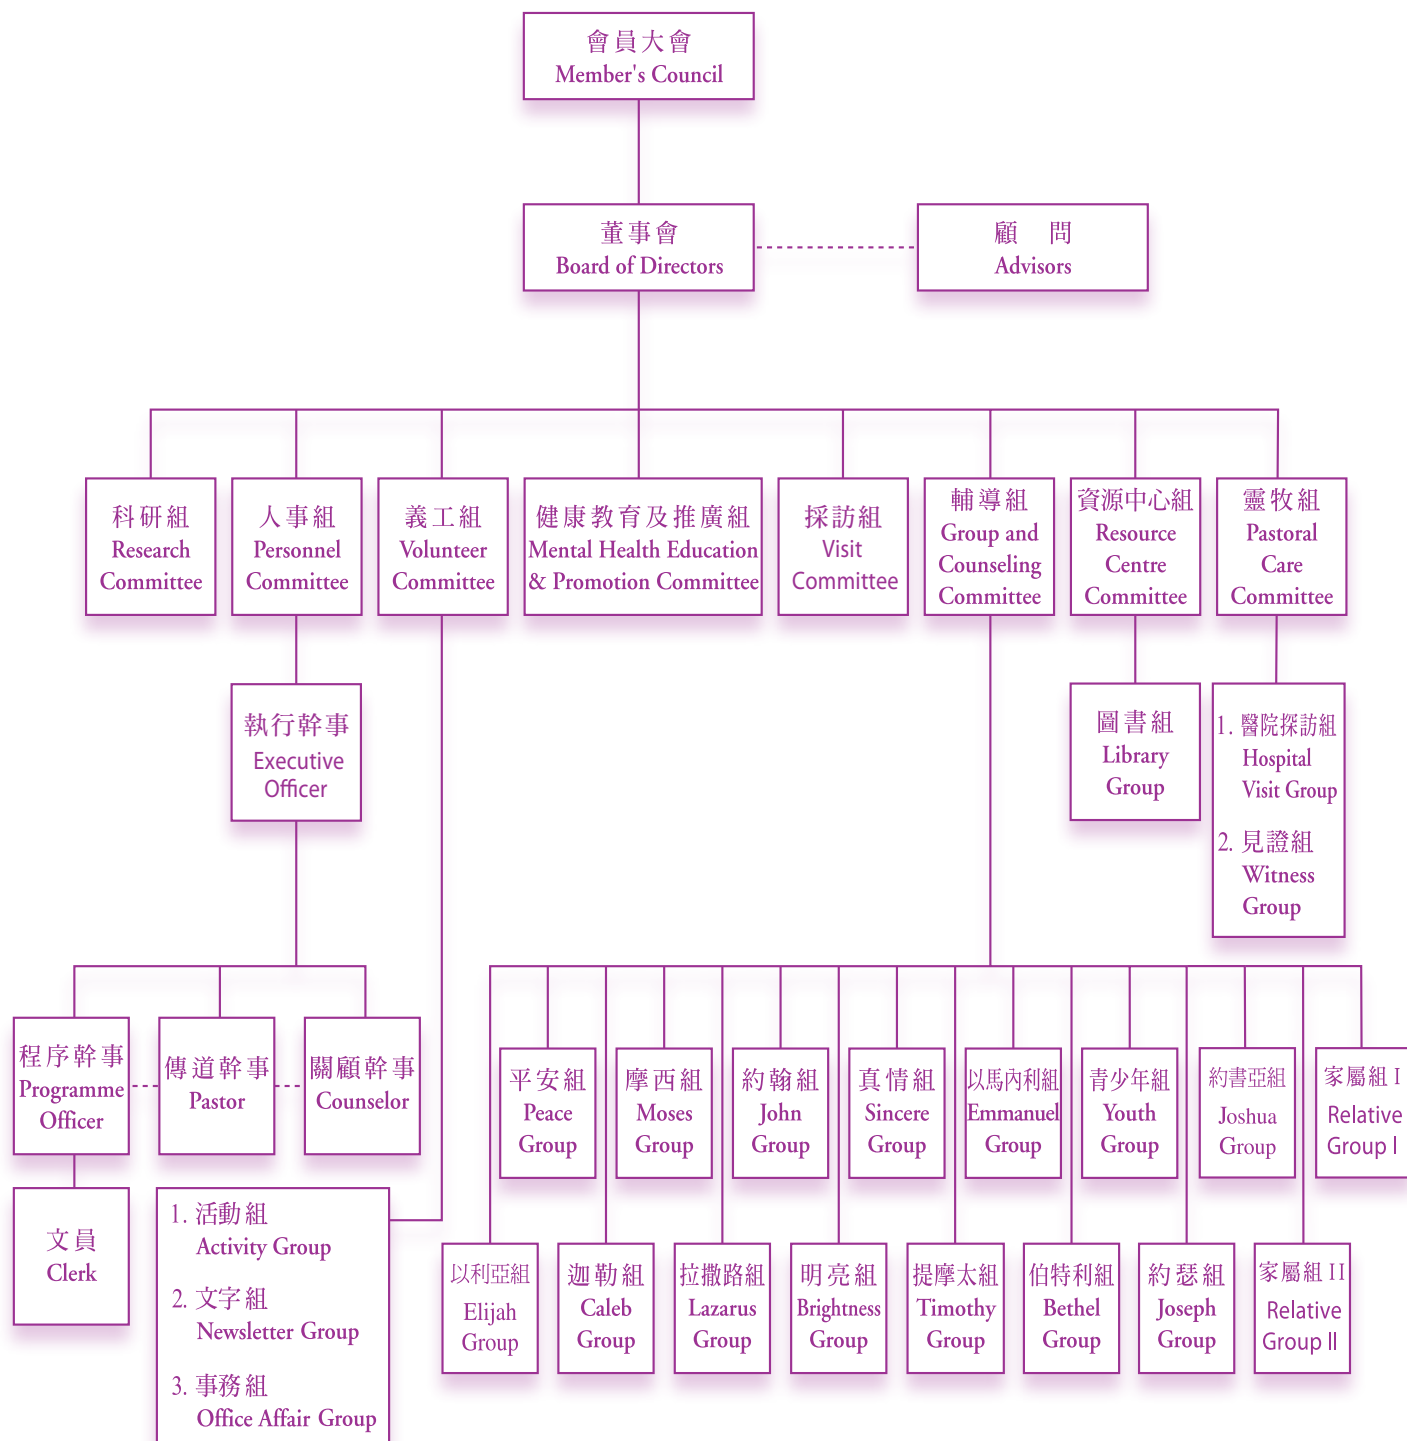 會員大會
Member's Council
董事會
Board of Directors
顧 問
Advisors
科研組
Research
Committee
人事組
Personnel
Committee
義工組
Volunteer
Committee
健康教育及推廣組
Mental Health Education
& Promotion Committee
採訪組
Visit
Committee
輔導組
Group and
Counseling
Committee
資源中心組
Resource
Centre
Committee
靈牧組
Pastoral
Care
Committee
執行幹事
Executive
Officer
圖書組
Library
Group
1. 醫院探訪組
Hospital
Visit Group
2. 見證組
Witness
Group
程序幹事
Programme
Officer
傳道幹事
Pastor
關顧幹事
Counselor
平安組
Peace
Group
摩西組
Moses
Group
約翰組
John
Group
真情組
Sincere
Group
以馬內利組
Emmanuel
Group
青少年組
Youth
Group
約書亞組
Joshua
Group
家屬組 I
Relative
Group I
文員
Clerk
1. 活動組
Activity Group
2. 文字組
Newsletter Group
3. 事務組
Office Affair Group
以利亞組
Elijah
Group
迦勒組
Caleb
Group
拉撒路組
Lazarus
Group
明亮組
Brightness
Group
提摩太組
Timothy
Group
伯特利組
Bethel
Group
約瑟組
Joseph
Group
家屬組 II
Relative
Group II